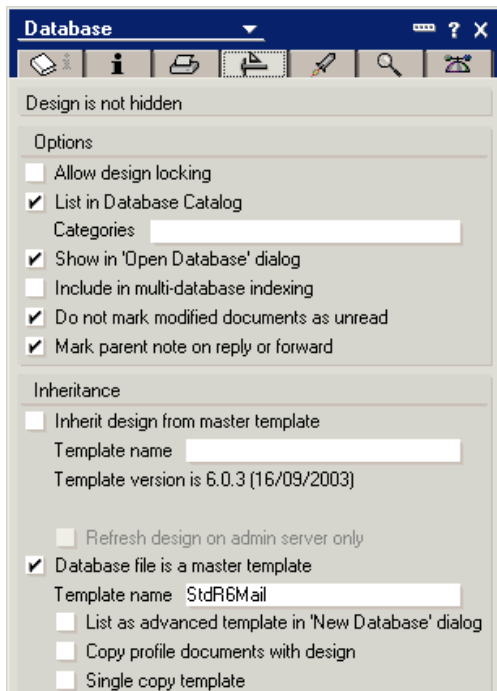 Database ?
Design is not hidden
Options
Allow design locking
List in Database Catalog
Categories
Show in 'Open Database' dialog
Include in multi-database indexing
Do not mark modified documents as unread
Mark parent note on reply or forward
Inheritance
Inherit design from master template
Template name
Template version is 6.0.3 (16/09/2003)
Refresh design on admin server only
Database file is a master template
Template name StdR6Mail
List as advanced template in 'New Database' dialog
Copy profile documents with design
Single copy template